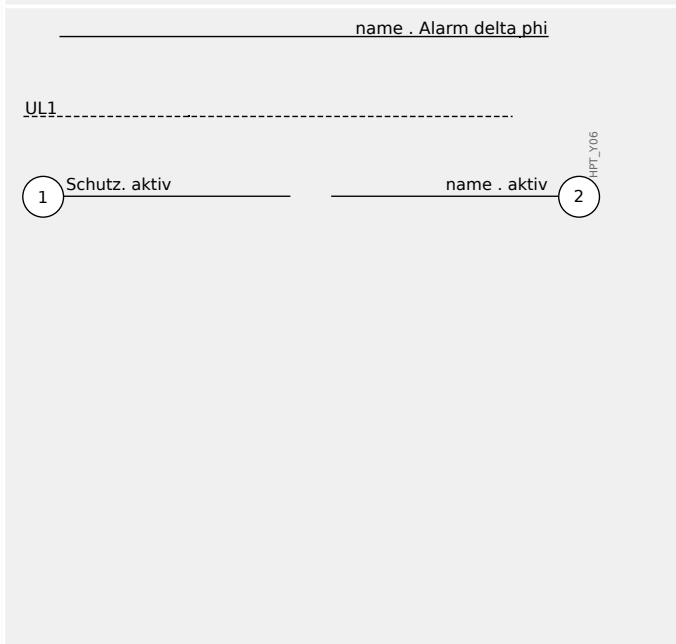 name . Alarm delta phi
UL1
HPT_Y06
1 Schutz. aktiv
name . aktiv 2